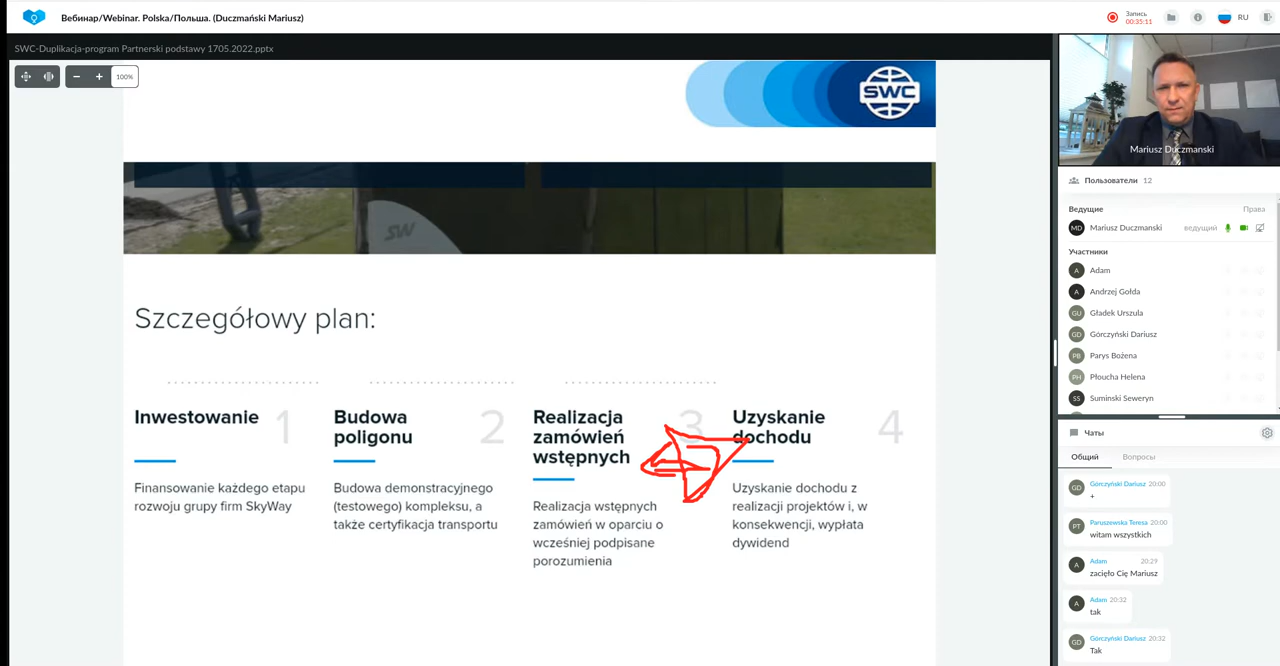 Вебинар/Webinar. Polska/Польша. (Duczmański Mariusz)
Запись
00:35:11
RU
SWC-Duplikacja-program Partnerski podstawy 1705.2022.pptx
100%
SWC
SW
Szczegółowy plan:
Inwestowanie
1
Finansowanie każdego etapu
rozwoju grupy firm SkyWay
Budowa
poligonu
2
Budowa demonstracyjnego
(testowego) kompleksu, a
także certyfikacja transportu
Realizacja
zamówień
wstępnych
3
Realizacja wstępnych
zamówień w oparciu o
wcześniej podpisane
porozumienia
Uzyskanie
dochodu
4
Uzyskanie dochodu z
realizacji projektów i, w
konsekwencji, wypłata
dywidend
Mariusz Duczmanski
Пользователи 12
Ведущие Права
MD Mariusz Duczmanski ведущий
Участники
A Adam
A Andrzej Gołda
GU Gładek Urszula
GD Górczyński Dariusz
PB Parys Bożena
PH Płoucha Helena
SS Suminski Seweryn
Чаты
Общий Вопросы
GD Górczyński Dariusz 20:00
+
PT Paruszewska Teresa 20:00
witam wszystkich
A Adam 20:29
zacięło Cię Mariusz
A Adam 20:32
tak
GD Górczyński Dariusz 20:32
Tak